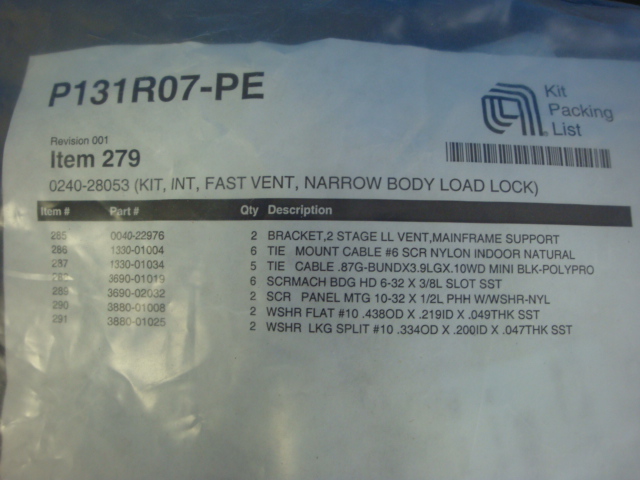 P131R07-PE
Kit
Packing
List
Revision 001
Item 279
0240-28053 (KIT, INT, FAST VENT, NARROW BODY LOAD LOCK)
Item # Part # Qty Description
285 0040-22976 2 BRACKET,2 STAGE LL VENT,MAINFRAME SUPPORT
286 1330-01004 6 TIE MOUNT CABLE #6 SCR NYLON INDOOR NATURAL
287 1330-01034 5 TIE CABLE .87G-BUNDX3.9LGX.10WD MINI BLK-POLYPRO
3690-01019 6 SCRMACH BDG HD 6-32 X 3/8L SLOT SST
289 3690-02032 2 SCR PANEL MTG 10-32 X 1/2L PHH W/WSHR-NYL
290 3880-01008 2 WSHR FLAT #10 .438OD X .219ID X .049THK SST
291 3880-01025 2 WSHR LKG SPLIT #10 .334OD X .200ID X .047THK SST